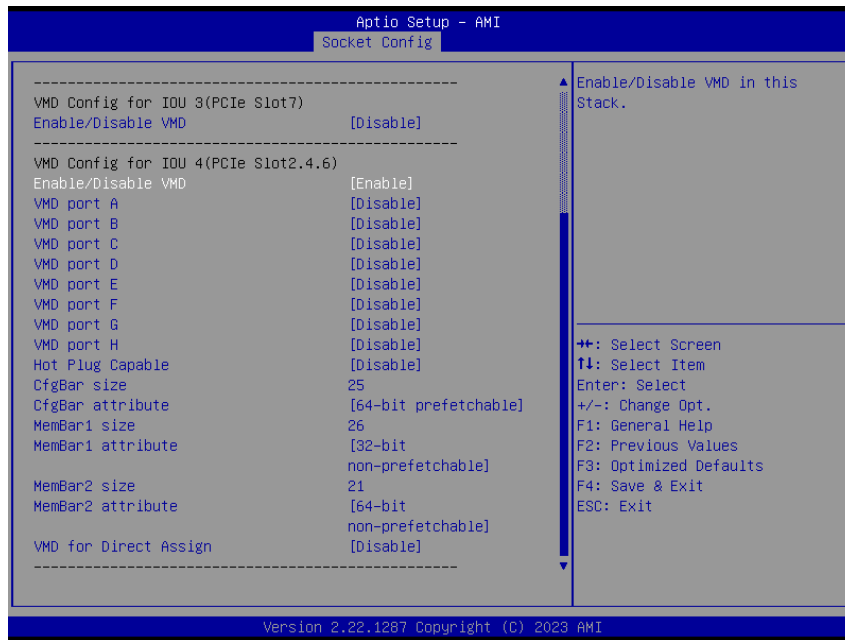 Aptio Setup - AMI
Socket Config
--------------------------------------------------
VMD Config for IOU 3(PCIe Slot7)
Enable/Disable VMD [Disable]
--------------------------------------------------
VMD Config for IOU 4(PCIe Slot2.4.6)
Enable/Disable VMD [Enable]
VMD port A [Disable]
VMD port B [Disable]
VMD port C [Disable]
VMD port D [Disable]
VMD port E [Disable]
VMD port F [Disable]
VMD port G [Disable]
VMD port H [Disable]
Hot Plug Capable [Disable]
CfgBar size 25
CfgBar attribute [64-bit prefetchable]
MemBar1 size 26
MemBar1 attribute [32-bit
non-prefetchable]
MemBar2 size 21
MemBar2 attribute [64-bit
non-prefetchable]
VMD for Direct Assign [Disable]
--------------------------------------------------
Enable/Disable VMD in this
Stack.
→←: Select Screen
↑↓: Select Item
Enter: Select
+/-: Change Opt.
F1: General Help
F2: Previous Values
F3: Optimized Defaults
F4: Save & Exit
ESC: Exit
Version 2.22.1287 Copyright (C) 2023 AMI